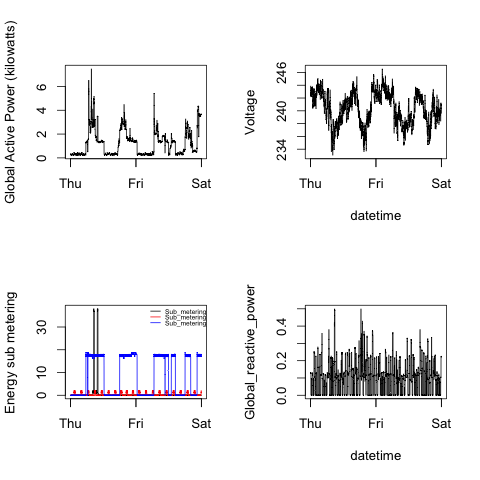 Global Active Power (kilowatts)
6
4
2
0
Thu
Fri
Sat
Voltage
246
240
234
Thu
Fri
Sat
datetime
Energy sub metering
30
10
0
Sub_metering
Sub_metering
Sub_metering
Thu
Fri
Sat
Global_reactive_power
0.4
0.2
0.0
Thu
Fri
Sat
datetime